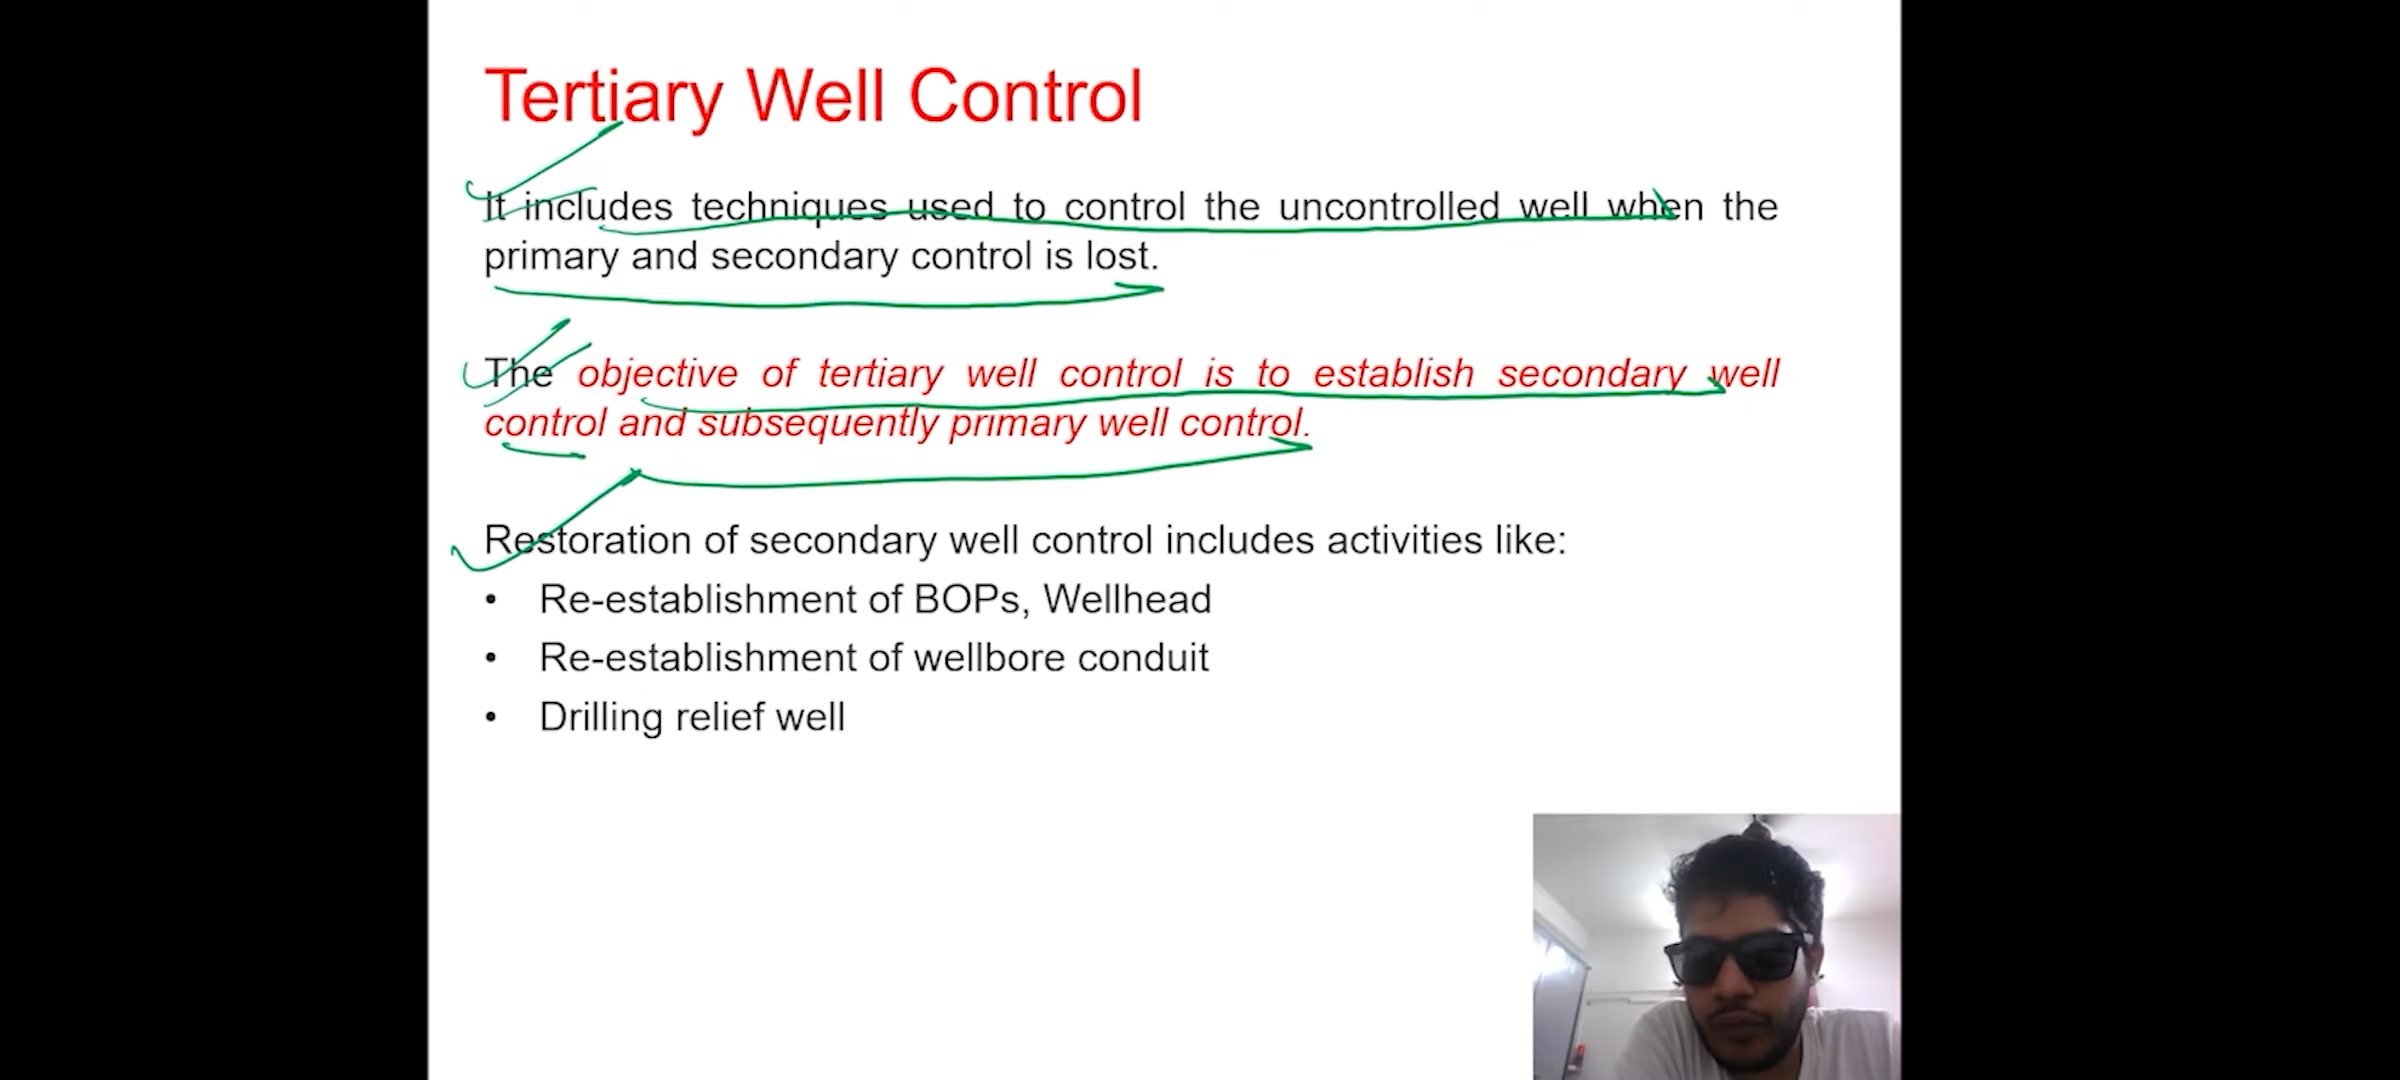 Tertiary Well Control
It includes techniques used to control the uncontrolled well when the
primary and secondary control is lost.
The objective of tertiary well control is to establish secondary well
control and subsequently primary well control.
Restoration of secondary well control includes activities like:
• Re-establishment of BOPs, Wellhead
• Re-establishment of wellbore conduit
• Drilling relief well